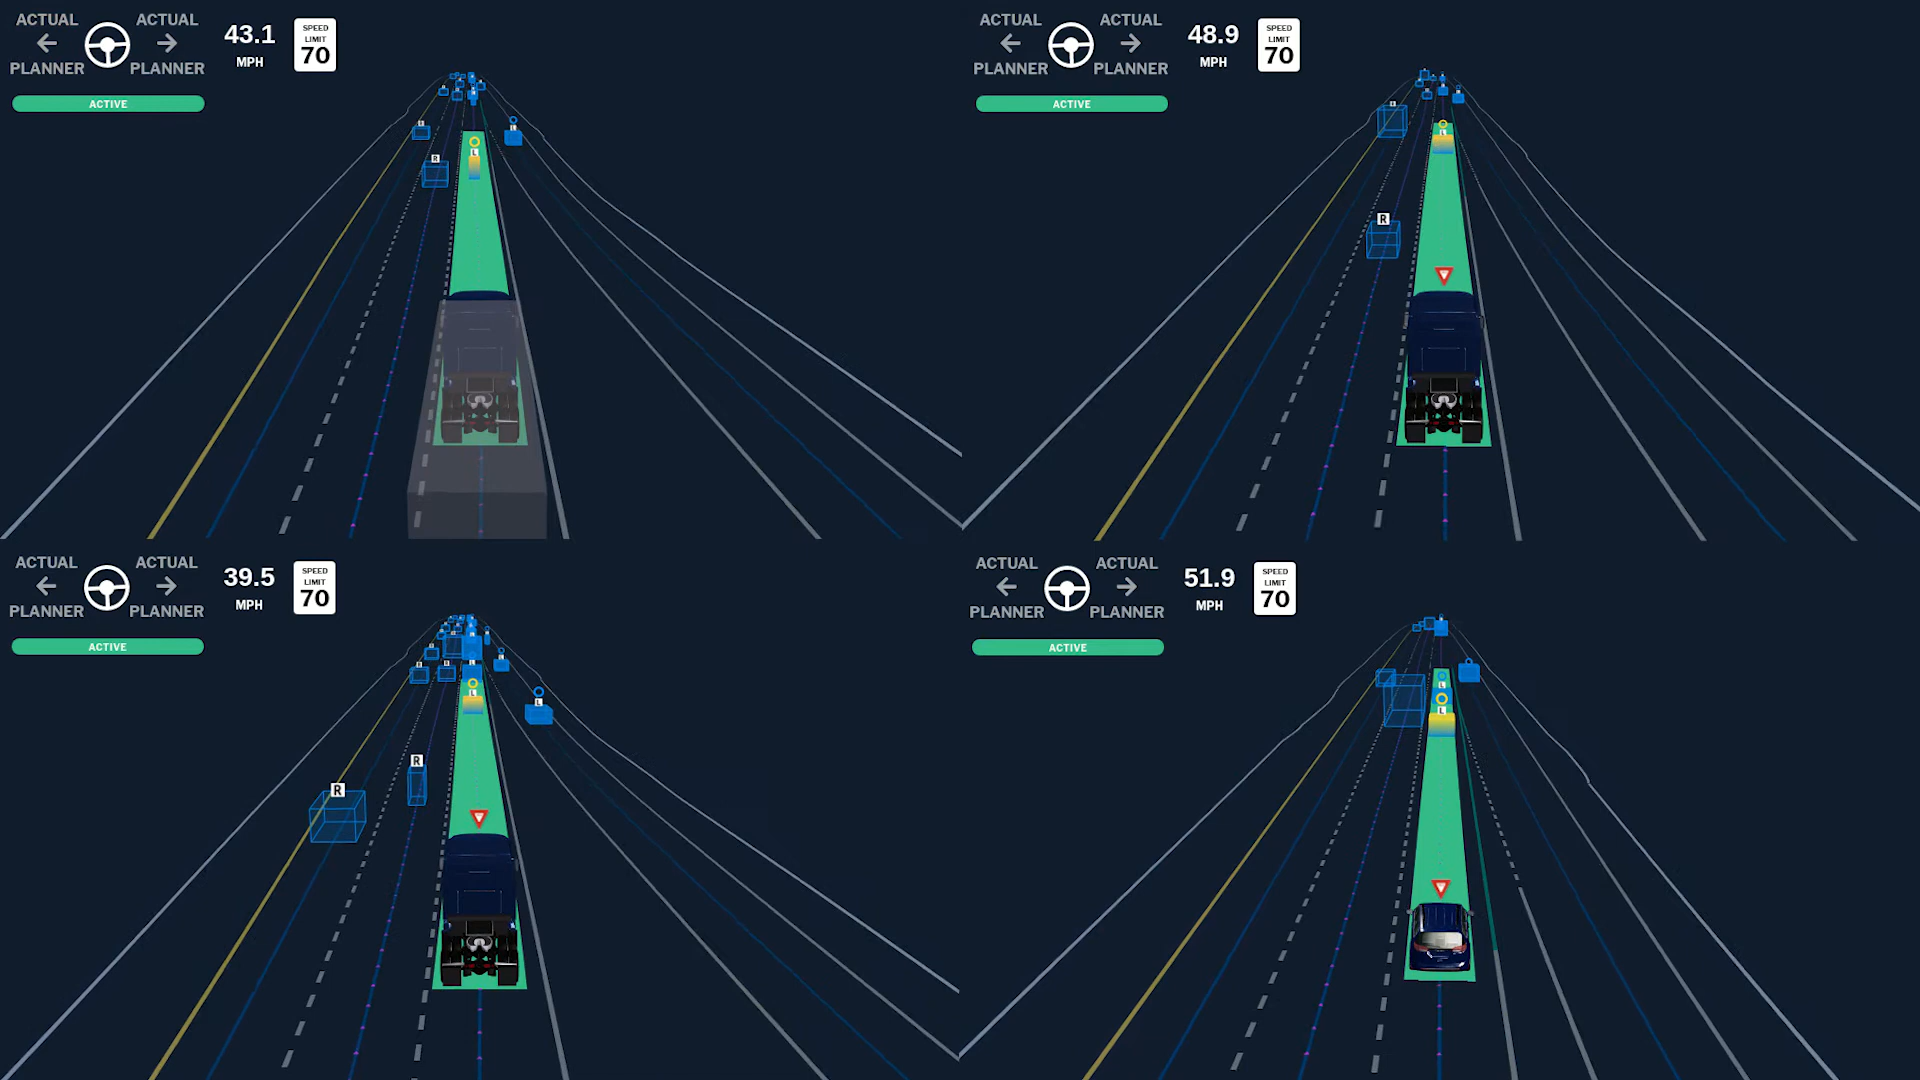 ACTUAL ACTUAL
PLANNER PLANNER
43.1
MPH
SPEED
LIMIT
70
ACTIVE
R
L
L
ACTUAL ACTUAL
PLANNER PLANNER
48.9
MPH
SPEED
LIMIT
70
ACTIVE
L
R
ACTUAL ACTUAL
PLANNER PLANNER
39.5
MPH
SPEED
LIMIT
70
ACTIVE
L
L
R
R
ACTUAL ACTUAL
PLANNER PLANNER
51.9
MPH
SPEED
LIMIT
70
ACTIVE
L
L